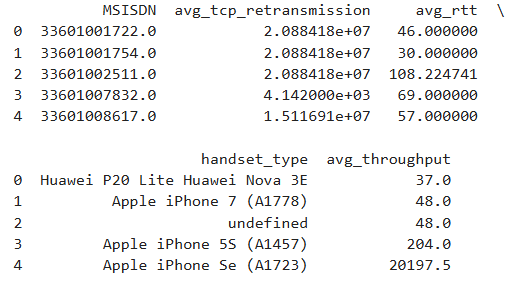 MSISDN avg_tcp_retransmission avg_rtt \
0 33601001722.0 2.088418e+07 46.000000
1 33601001754.0 2.088418e+07 30.000000
2 33601002511.0 2.088418e+07 108.224741
3 33601007832.0 4.142000e+03 69.000000
4 33601008617.0 1.511691e+07 57.000000
handset_type avg_throughput
0 Huawei P20 Lite Huawei Nova 3E 37.0
1 Apple iPhone 7 (A1778) 48.0
2 undefined 48.0
3 Apple iPhone 5S (A1457) 204.0
4 Apple iPhone Se (A1723) 20197.5